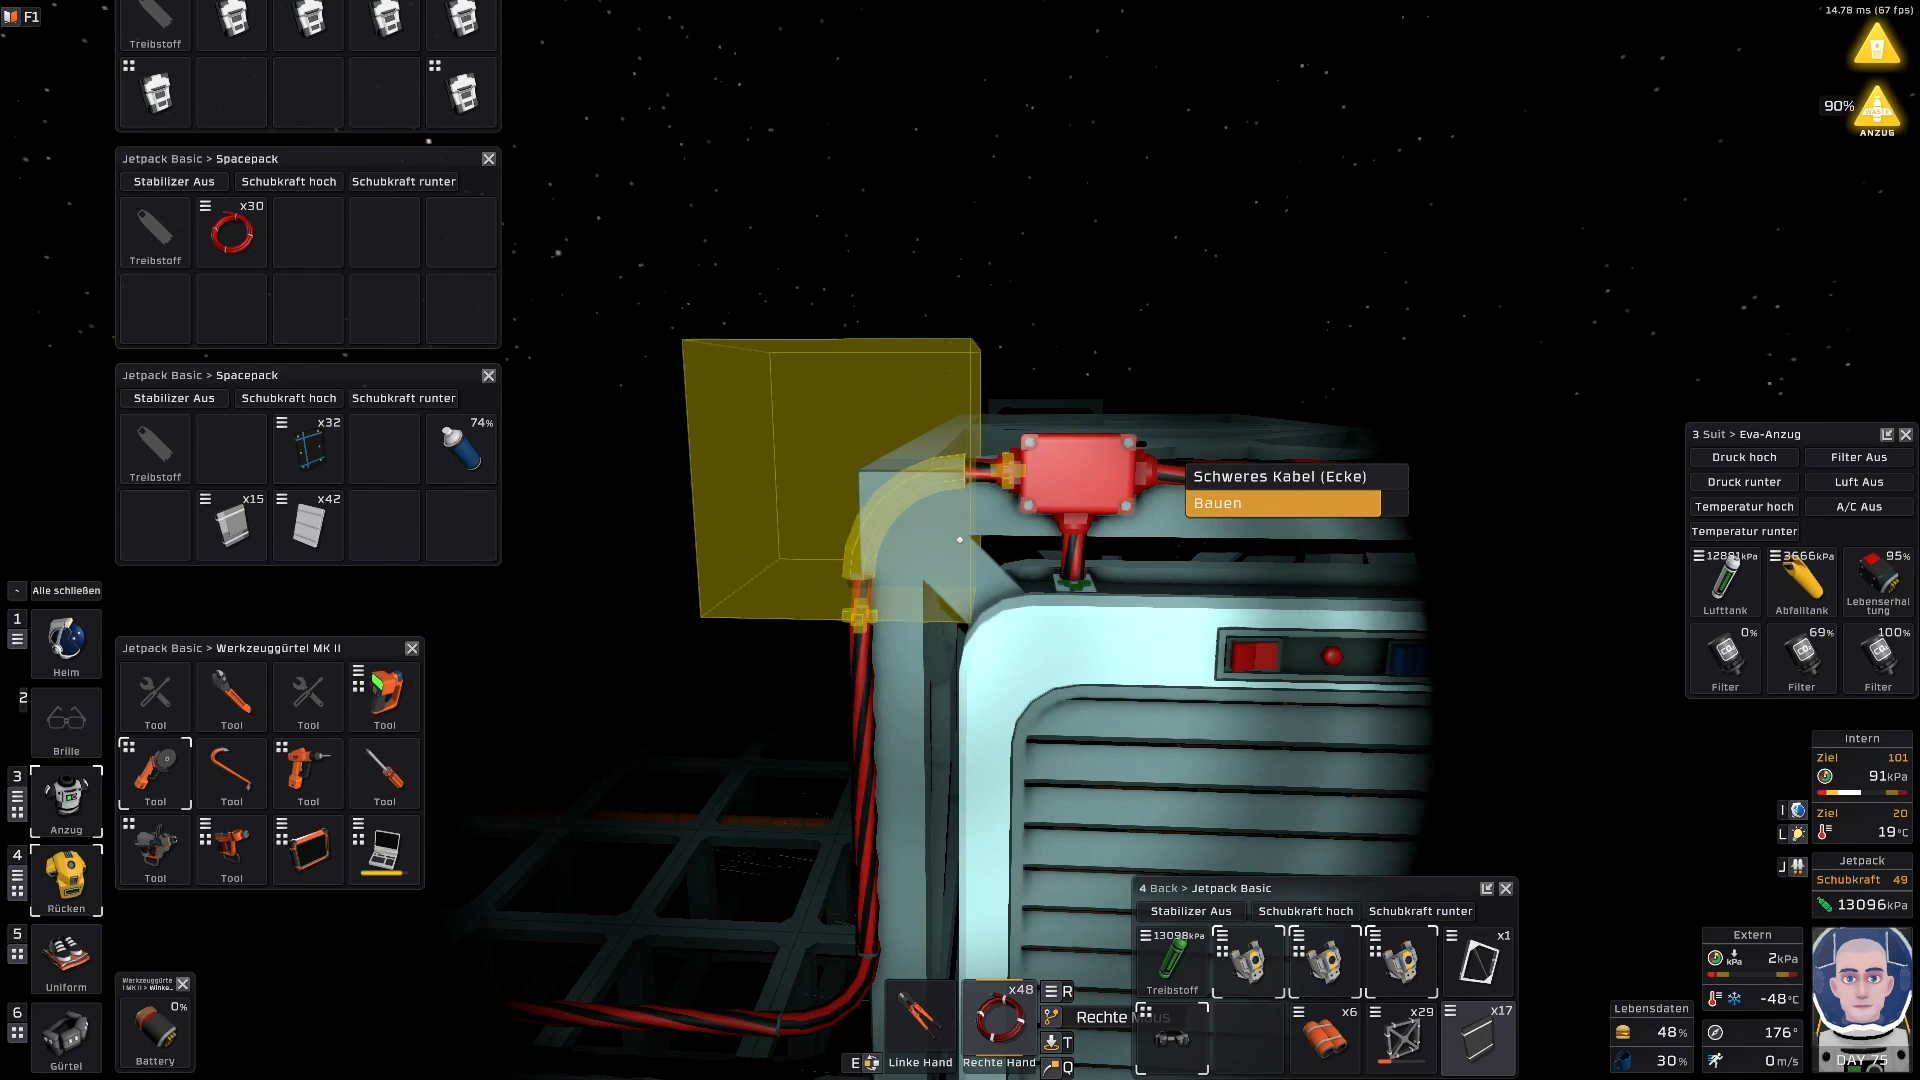 F1
14.78 ms (67 fps)
Treibstoff
90%
ANZUG
Jetpack Basic > Spacepack
Stabilizer Aus
Schubkraft hoch
Schubkraft runter
x30
Treibstoff
Jetpack Basic > Spacepack
Stabilizer Aus
Schubkraft hoch
Schubkraft runter
x32
74%
Treibstoff
x15
x42
Schweres Kabel (Ecke)
Bauen
3 Suit > Eva-Anzug
Druck hoch
Filter Aus
Druck runter
Luft Aus
Temperatur hoch
A/C Aus
Temperatur runter
12881kPa
3666kPa
95%
Lufttank
Abfalltank
Lebenserhal
tung
0%
69%
100%
Filter
Filter
Filter
~
Alle schließen
1
Helm
2
Brille
3
Anzug
4
Rücken
5
Uniform
6
Gürtel
Jetpack Basic > Werkzeuggürtel MK II
Tool
Tool
Tool
Tool
Tool
Tool
Tool
Tool
Tool
Tool
0%
Battery
E
Linke Hand
x48
Rechte Hand
R
Rechte Maus
T
Q
4 Back > Jetpack Basic
Stabilizer Aus
Schubkraft hoch
Schubkraft runter
13098kPa
x1
Treibstoff
x6
x29
x17
Intern
Ziel 101
91kPa
Ziel 20
19°C
I
L
J
Jetpack
Schubkraft 49
13096kPa
Extern
kPa
2kPa
-48°C
176°
0m/s
Lebensdaten
48%
30%
DAY 75